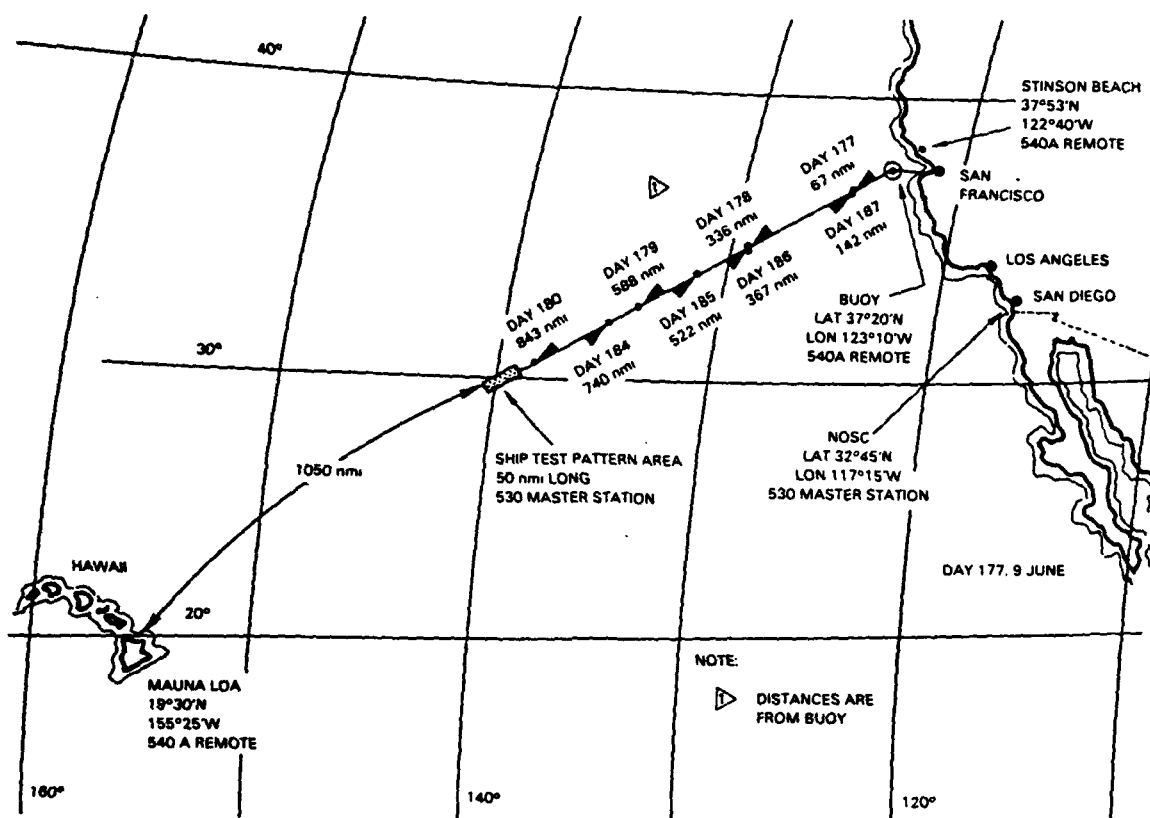 40°
STINSON BEACH
37°53'N
122°40'W
540A REMOTE
SAN
FRANCISCO
DAY 177
67 nmi
DAY 187
142 nmi
1
DAY 178
336 nmi
DAY 186
367 nmi
DAY 179
588 nmi
DAY 185
522 nmi
DAY 180
843 nmi
DAY 184
740 nmi
LOS ANGELES
SAN DIEGO
BUOY
LAT 37°20'N
LON 123°10'W
540A REMOTE
30°
1050 nmi
SHIP TEST PATTERN AREA
50 nmi LONG
530 MASTER STATION
NOSC
LAT 32°45'N
LON 117°15'W
530 MASTER STATION
DAY 177, 9 JUNE
HAWAII
20°
MAUNA LOA
19°30'N
155°25'W
540 A REMOTE
NOTE:
1
DISTANCES ARE
FROM BUOY
160°
140°
120°